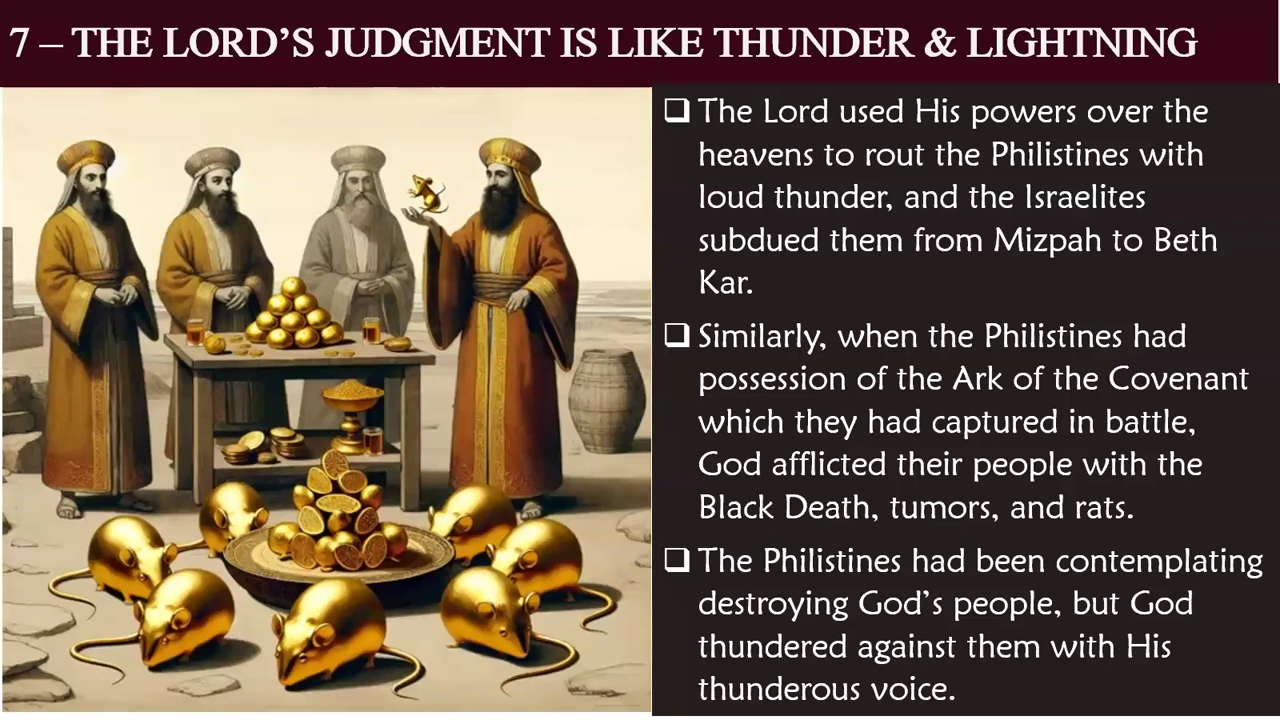 7 – THE LORD’S JUDGMENT IS LIKE THUNDER & LIGHTNING
❑ The Lord used His powers over the
heavens to rout the Philistines with
loud thunder, and the Israelites
subdued them from Mizpah to Beth
Kar.
❑ Similarly, when the Philistines had
possession of the Ark of the Covenant
which they had captured in battle,
God afflicted their people with the
Black Death, tumors, and rats.
❑ The Philistines had been contemplating
destroying God’s people, but God
thundered against them with His
thunderous voice.